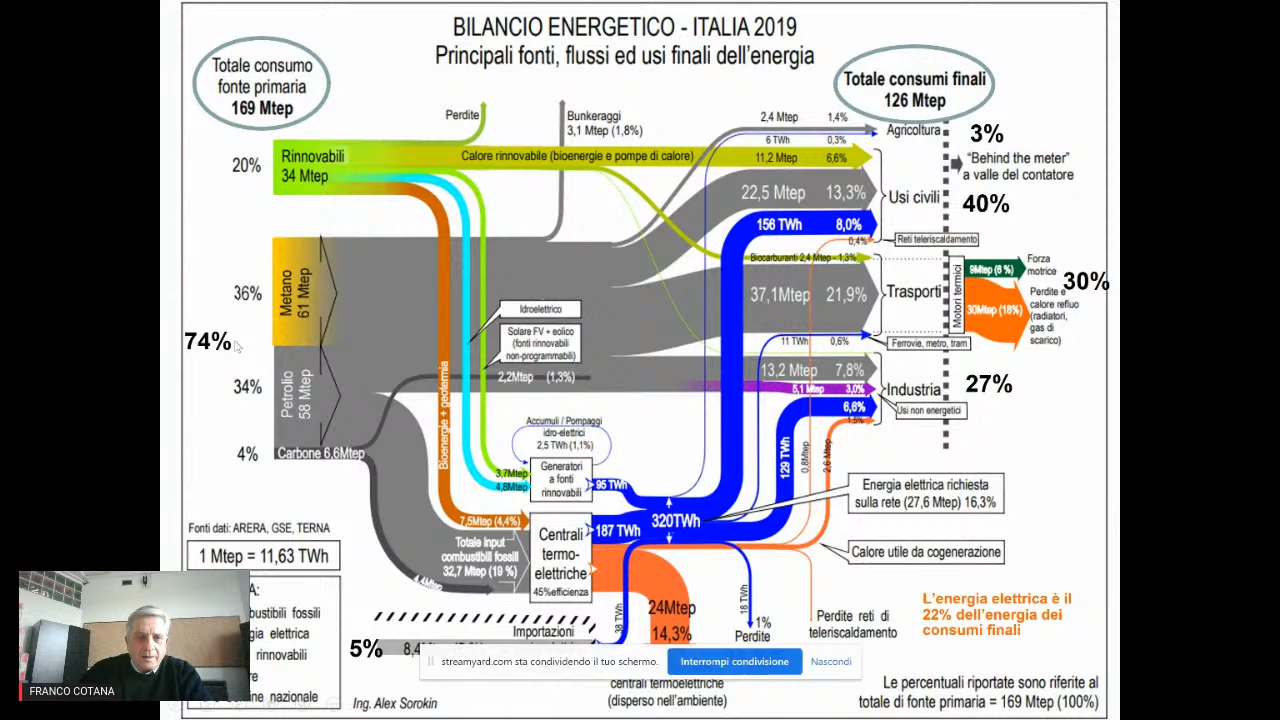 BILANCIO ENERGETICO - ITALIA 2019
Principali fonti, flussi ed usi finali dell'energia
Totale consumo
fonte primaria
169 Mtep
Totale consumi finali
126 Mtep
Perdite
Bunkeraggi
3,1 Mtep (1,8%)
2,4 Mtep 1,4%
6 TWh 0,3%
Agricoltura
3%
20%
Rinnovabili
34 Mtep
Calore rinnovabile (bioenergie e pompe di calore)
11,2 Mtep 6,6%
"Behind the meter"
a valle del contatore
22,5 Mtep 13,3%
Usi civili
40%
156 TWh 8,0%
0,4%
Reti teleriscaldamento
Biocarburanti 2,4 Mtep - 1,3%
36%
Metano
61 Mtep
37,1Mtep 21,9%
Trasporti
Motori termici
9Mtep (6 %)
Forza
motrice
30%
30Mtep (18%)
Perdite e
calore refluo
(radiatori,
gas di
scarico)
Idroelettrico
Solare FV + eolico
(fonti rinnovabili
non-programmabili)
74%
11 TWh 0,6%
Ferrovie, metro, tram
34%
Petrolio
58 Mtep
2,2Mtep (1,3%)
13,2 Mtep 7,8%
5,1 Mtep 3,0%
Industria
27%
6,6%
Usi non energetici
1,5%
Bioenergie + geotermia
Accumuli / Pompaggi
idro-elettrici
2,5 TWh (1,1%)
4%
Carbone 6.6Mtep
129 TWh
0,8Mtep
2,6 Mtep
3,7Mtep
4,8Mtep
Generatori
a fonti
rinnovabili
95 TWh
Energia elettrica richiesta
sulla rete (27,6 Mtep) 16,3%
7,5Mtep (4,4%)
187 TWh
320TWh
Fonti dati: ARERA, GSE, TERNA
1 Mtep = 11,63 TWh
Totale input
combustibili fossili
32,7 Mtep (19 %)
Centrali
termo-
elettriche
45%efficienza
Calore utile da cogenerazione
4,4Mtep
A:
bustibili fossili
gia elettrica
rinnovabili
re
ne nazionale
24Mtep
14,3%
38 TWh
18 TWh
1%
Perdite
Perdite reti di
teleriscaldamento
L'energia elettrica è il
22% dell'energia dei
consumi finali
Importazioni
5%
8,4
streamyard.com sta condividendo il tuo schermo.
Interrompi condivisione
Nascondi
centrali termoelettriche
(disperso nell'ambiente)
Le percentuali riportate sono riferite al
totale di fonte primaria = 169 Mtep (100%)
Ing. Alex Sorokin
FRANCO COTANA